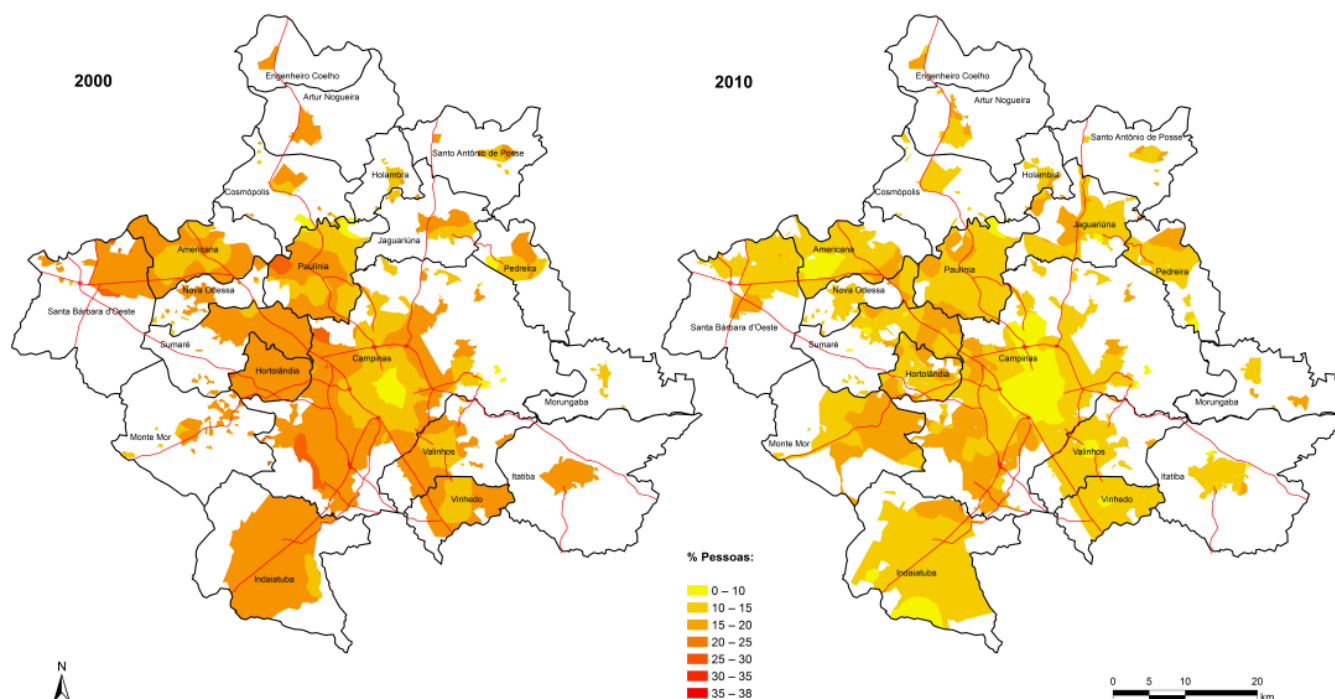 2000
Engenheiro Coelho
Artur Nogueira
Santo Antônio de Posse
Holambra
Cosmópolis
Jaguariúna
Americana
Paulínia
Pedreira
Nova Odessa
Santa Bárbara d'Oeste
Sumaré
Campinas
Hortolândia
Morungaba
Monte Mor
Valinhos
Itatiba
Vinhedo
Indaiatuba
N
2010
Engenheiro Coelho
Artur Nogueira
Santo Antônio de Posse
Holambra
Cosmópolis
Jaguariúna
Americana
Paulínia
Pedreira
Nova Odessa
Santa Bárbara d'Oeste
Sumaré
Campinas
Hortolândia
Morungaba
Monte Mor
Valinhos
Itatiba
Vinhedo
Indaiatuba
% Pessoas:
0 – 10
10 – 15
15 – 20
20 – 25
25 – 30
30 – 35
35 – 38
0 5 10 20
km